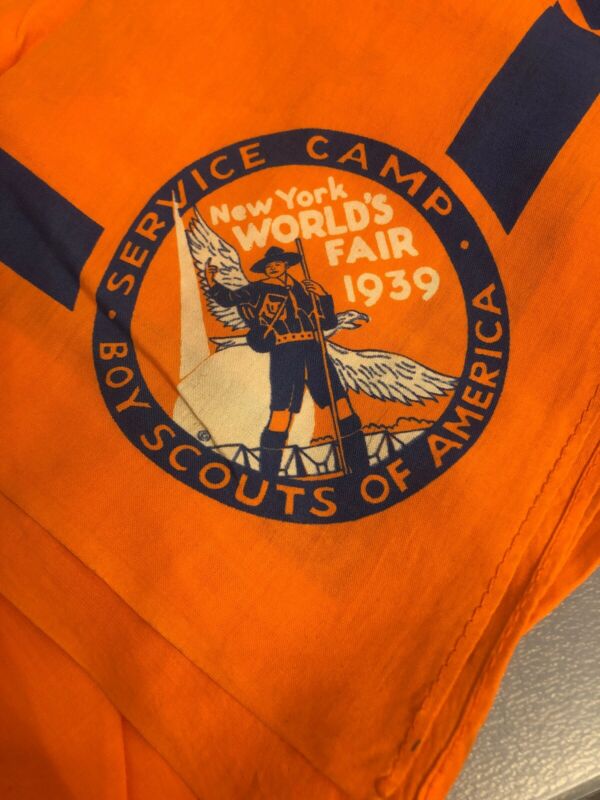 · SERVICE CAMP ·
New York
WORLD'S
FAIR
1939
©
BOY SCOUTS OF AMERICA